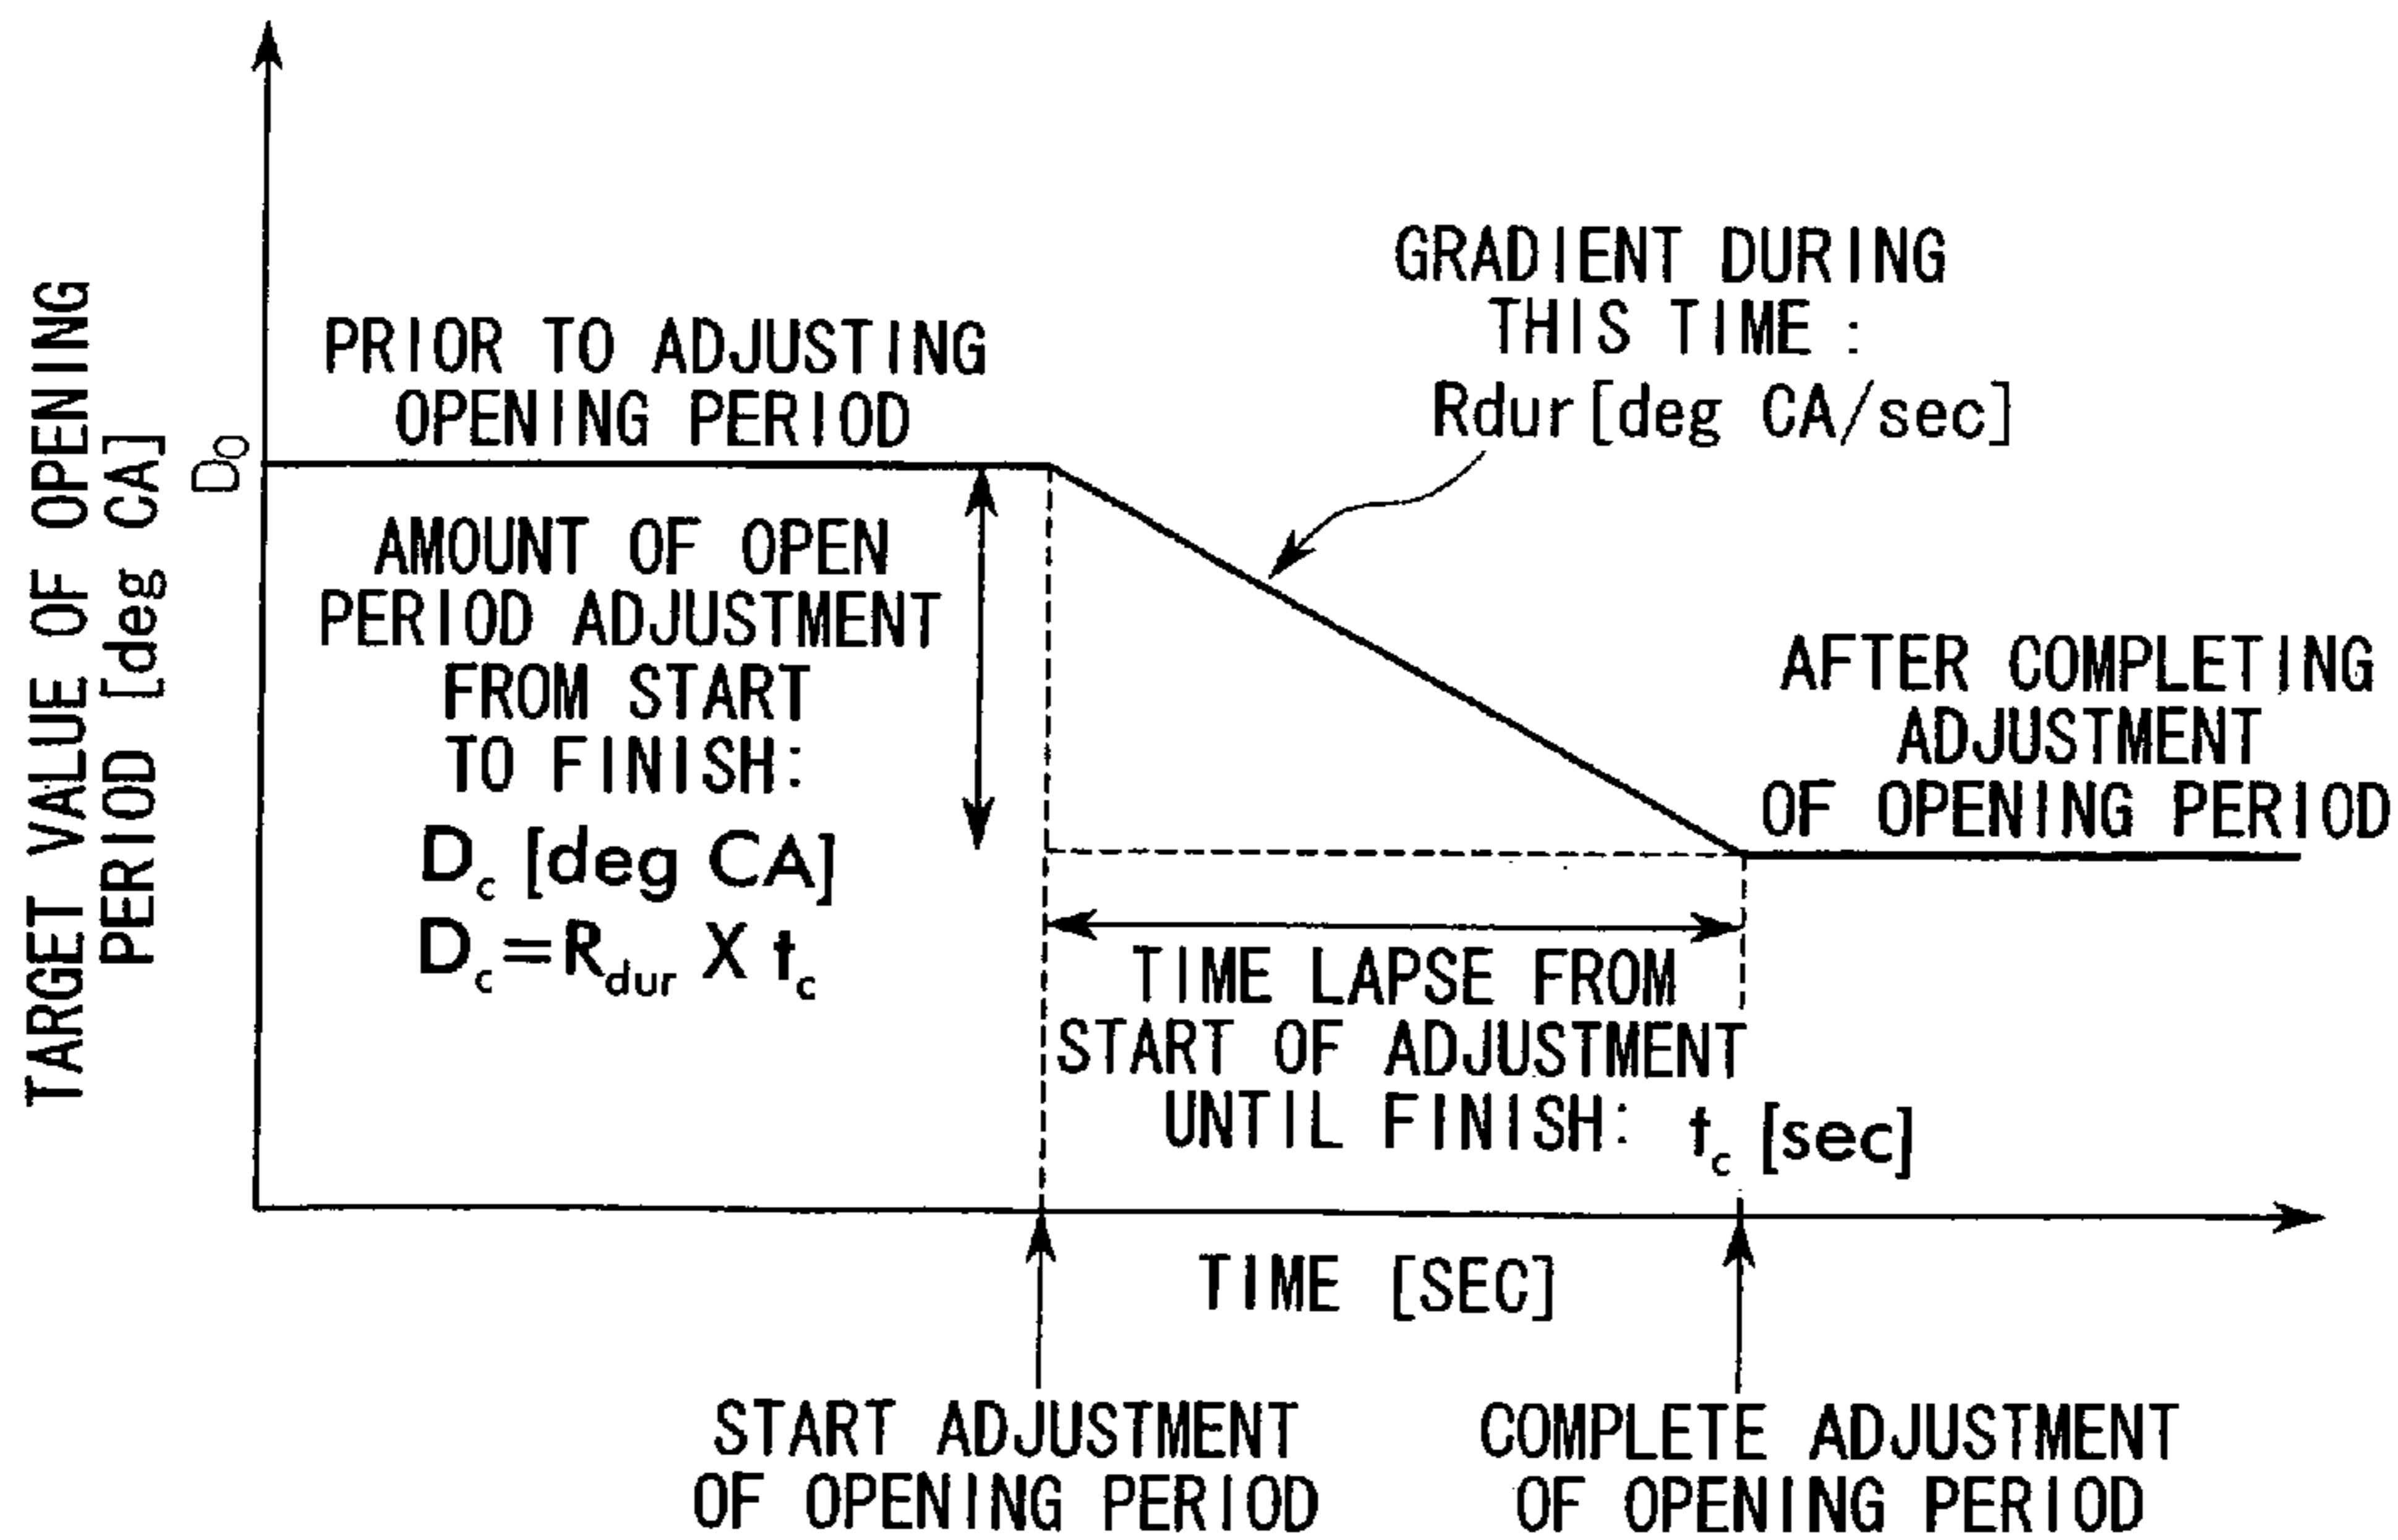 TARGET VALUE OF OPENING
PERIOD [deg CA]
D0
PRIOR TO ADJUSTING
OPENING PERIOD
GRADIENT DURING
THIS TIME :
Rdur[deg CA/sec]
AMOUNT OF OPEN
PERIOD ADJUSTMENT
FROM START
TO FINISH:
Dc [deg CA]
Dc=Rdur X tc
AFTER COMPLETING
ADJUSTMENT
OF OPENING PERIOD
TIME LAPSE FROM
START OF ADJUSTMENT
UNTIL FINISH: tc [sec]
TIME [SEC]
START ADJUSTMENT
OF OPENING PERIOD
COMPLETE ADJUSTMENT
OF OPENING PERIOD